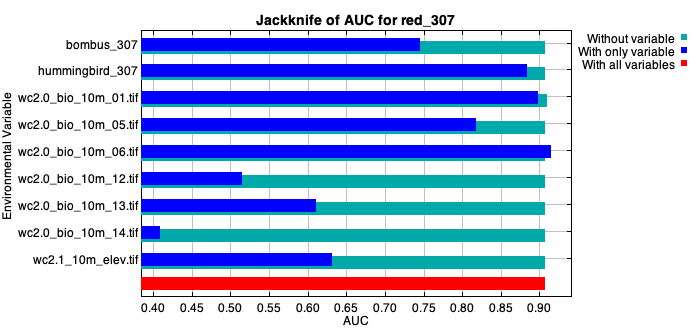 Jackknife of AUC for red_307
Environmental Variable
bombus_307
hummingbird_307
wc2.0_bio_10m_01.tif
wc2.0_bio_10m_05.tif
wc2.0_bio_10m_06.tif
wc2.0_bio_10m_12.tif
wc2.0_bio_10m_13.tif
wc2.0_bio_10m_14.tif
wc2.1_10m_elev.tif
0.40 0.45 0.50 0.55 0.60 0.65 0.70 0.75 0.80 0.85 0.90
AUC
Without variable
With only variable
With all variables